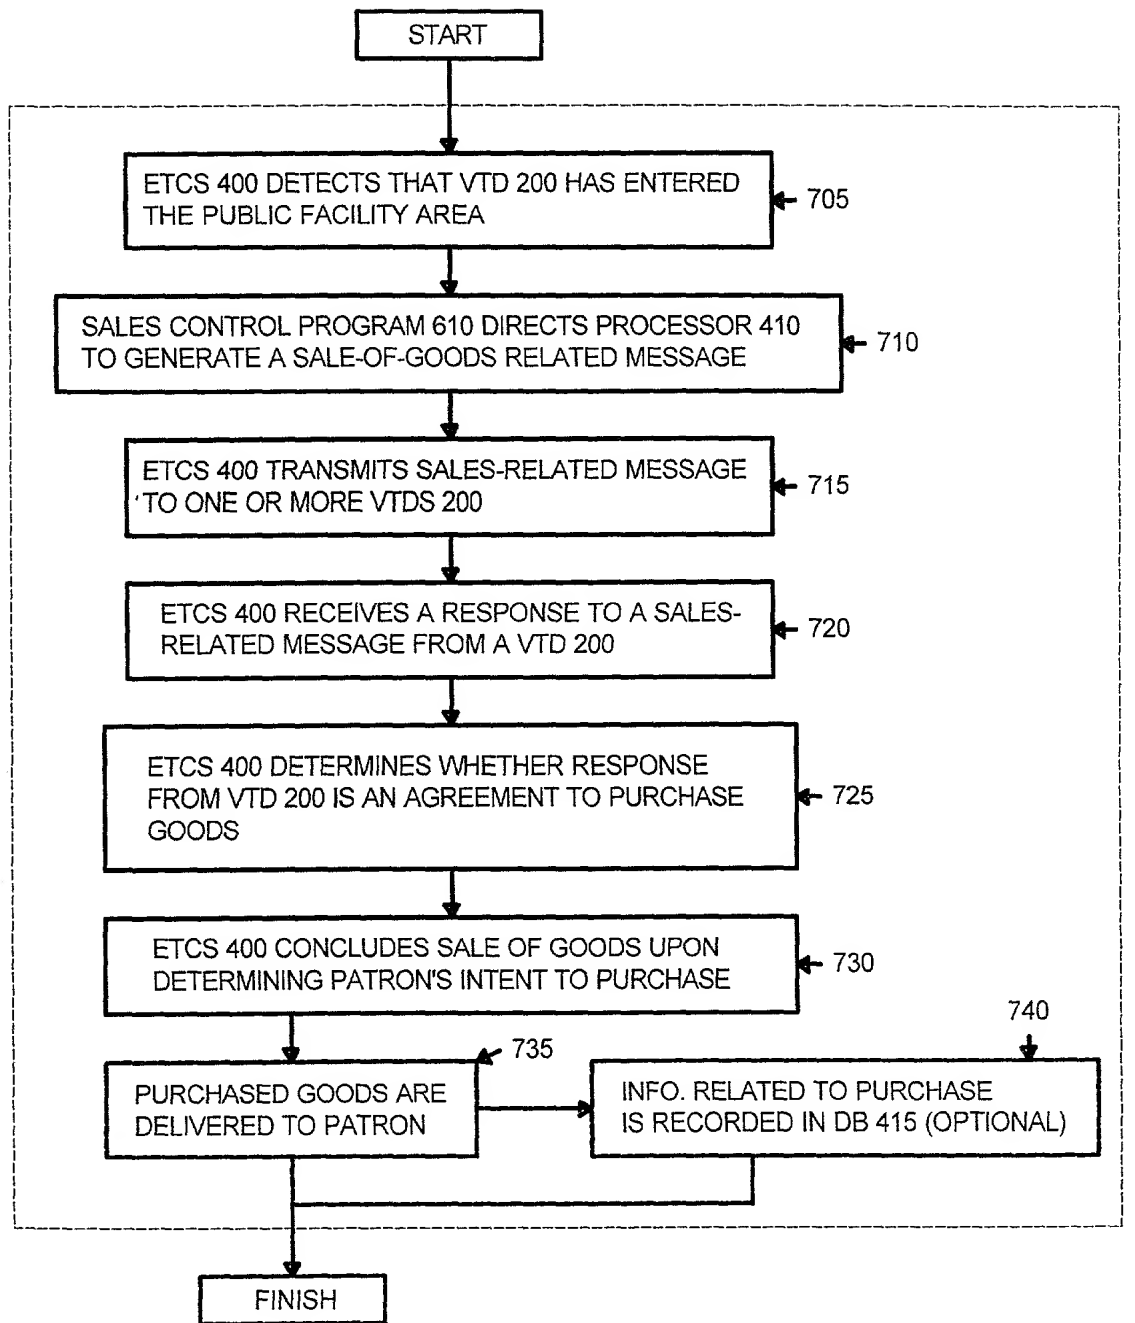 START
ETCS 400 DETECTS THAT VTD 200 HAS ENTERED
THE PUBLIC FACILITY AREA
705
SALES CONTROL PROGRAM 610 DIRECTS PROCESSOR 410
TO GENERATE A SALE-OF-GOODS RELATED MESSAGE
710
ETCS 400 TRANSMITS SALES-RELATED MESSAGE
TO ONE OR MORE VTDS 200
715
ETCS 400 RECEIVES A RESPONSE TO A SALES-
RELATED MESSAGE FROM A VTD 200
720
ETCS 400 DETERMINES WHETHER RESPONSE
FROM VTD 200 IS AN AGREEMENT TO PURCHASE
GOODS
725
ETCS 400 CONCLUDES SALE OF GOODS UPON
DETERMINING PATRON'S INTENT TO PURCHASE
730
735
PURCHASED GOODS ARE
DELIVERED TO PATRON
740
INFO. RELATED TO PURCHASE
IS RECORDED IN DB 415 (OPTIONAL)
FINISH